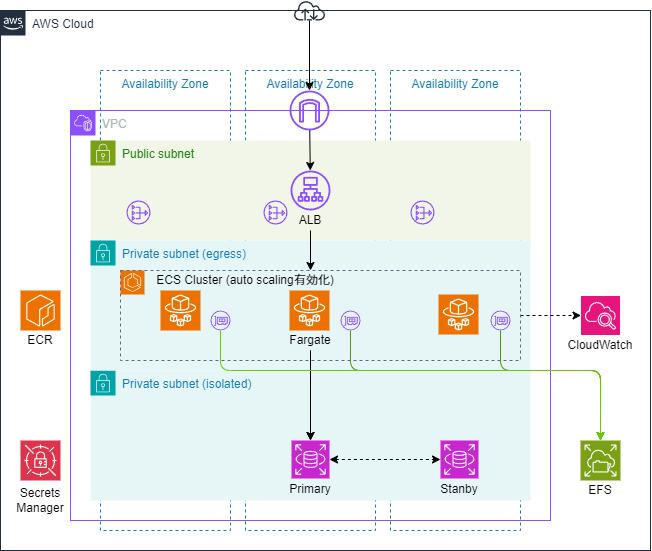 aws
AWS Cloud
Availability Zone
Availability Zone
Availability Zone
VPC
Public subnet
ALB
Private subnet (egress)
ECS Cluster (auto scaling有効化)
Fargate
ECR
CloudWatch
Private subnet (isolated)
Secrets
Manager
Primary
Stanby
EFS